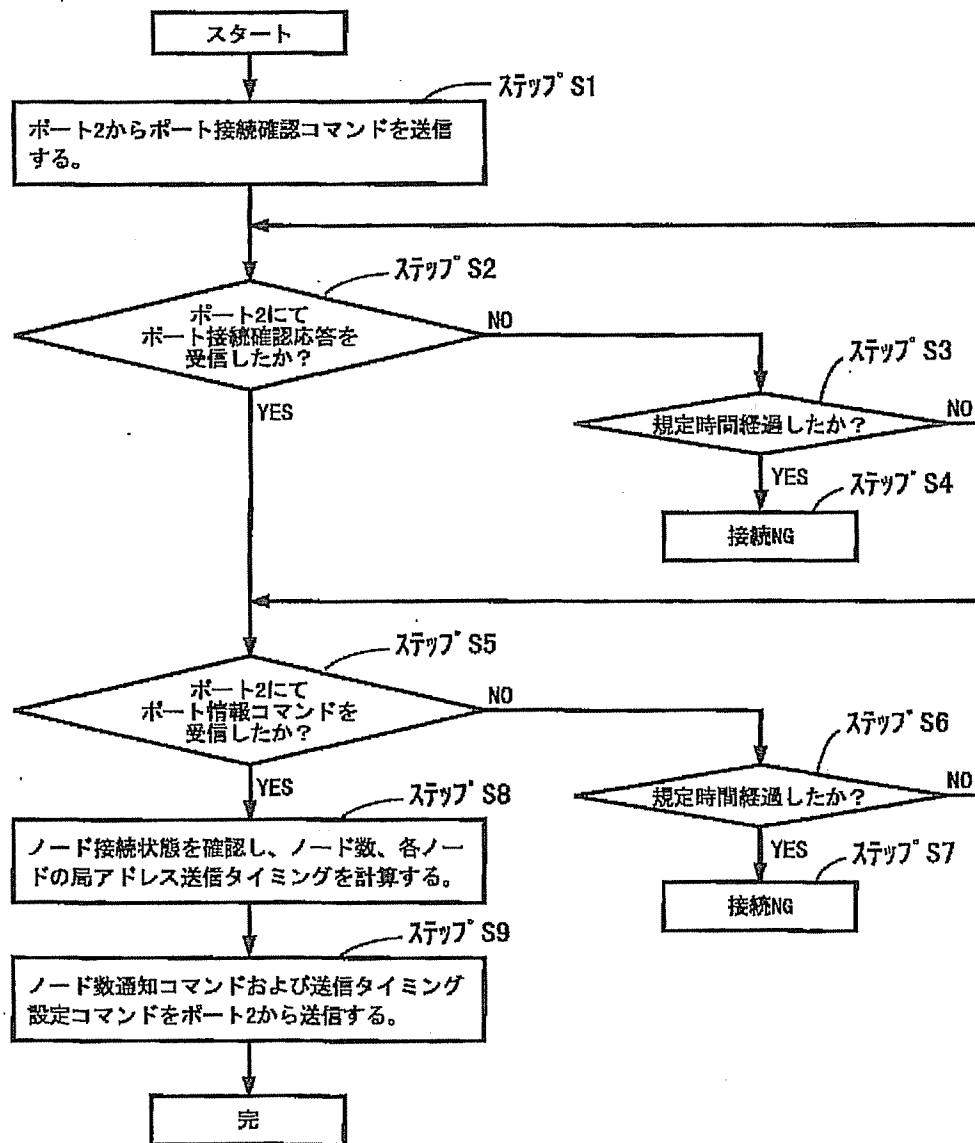 スタート
ステップ S1
ポート2からポート接続確認コマンドを送信
する。
ステップ S2
ポート2にて
ポート接続確認応答を
受信したか？
NO
YES
ステップ S3
規定時間経過したか？
NO
YES
ステップ S4
接続NG
ステップ S5
ポート2にて
ポート情報コマンドを
受信したか？
NO
YES
ステップ S6
規定時間経過したか？
NO
YES
ステップ S7
接続NG
ステップ S8
ノード接続状態を確認し、ノード数、各ノー
ドの局アドレス送信タイミングを計算する。
ステップ S9
ノード数通知コマンドおよび送信タイミング
設定コマンドをポート2から送信する。
完